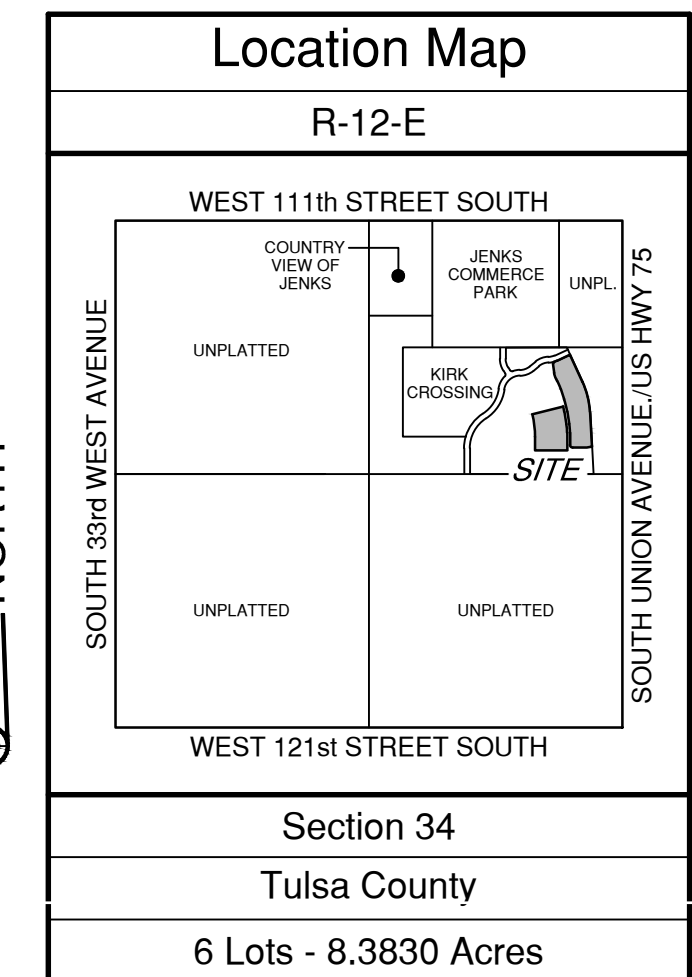 Location Map
R-12-E
WEST 111th STREET SOUTH
COUNTRY
VIEW OF
JENKS
JENKS
COMMERCE
PARK
UNPL.
UNPLATTED
KIRK
CROSSING
SITE
SOUTH 33rd WEST AVENUE
SOUTH UNION AVENUE./US HWY 75
UNPLATTED
UNPLATTED
WEST 121st STREET SOUTH
Section 34
Tulsa County
6 Lots - 8.3830 Acres